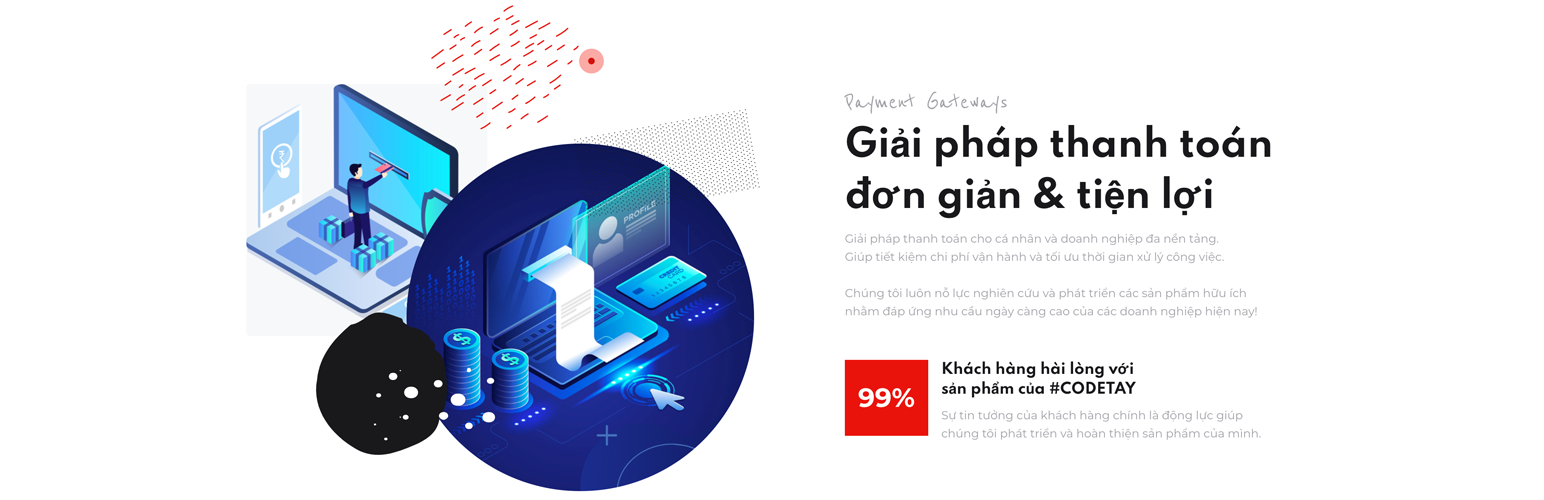 Payment Gateways
Giải pháp thanh toán
đơn giản & tiện lợi
Giải pháp thanh toán cho cá nhân và doanh nghiệp đa nền tảng.
Giúp tiết kiệm chi phí vận hành và tối ưu thời gian xử lý công việc.
Chúng tôi luôn nỗ lực nghiên cứu và phát triển các sản phẩm hữu ích
nhằm đáp ứng nhu cầu ngày càng cao của các doanh nghiệp hiện nay!
99%
Khách hàng hài lòng với
sản phẩm của #CODETAY
Sự tin tưởng của khách hàng chính là động lực giúp
chúng tôi phát triển và hoàn thiện sản phẩm của mình.
₹
PROFILE
CREDIT
CARD
$
$